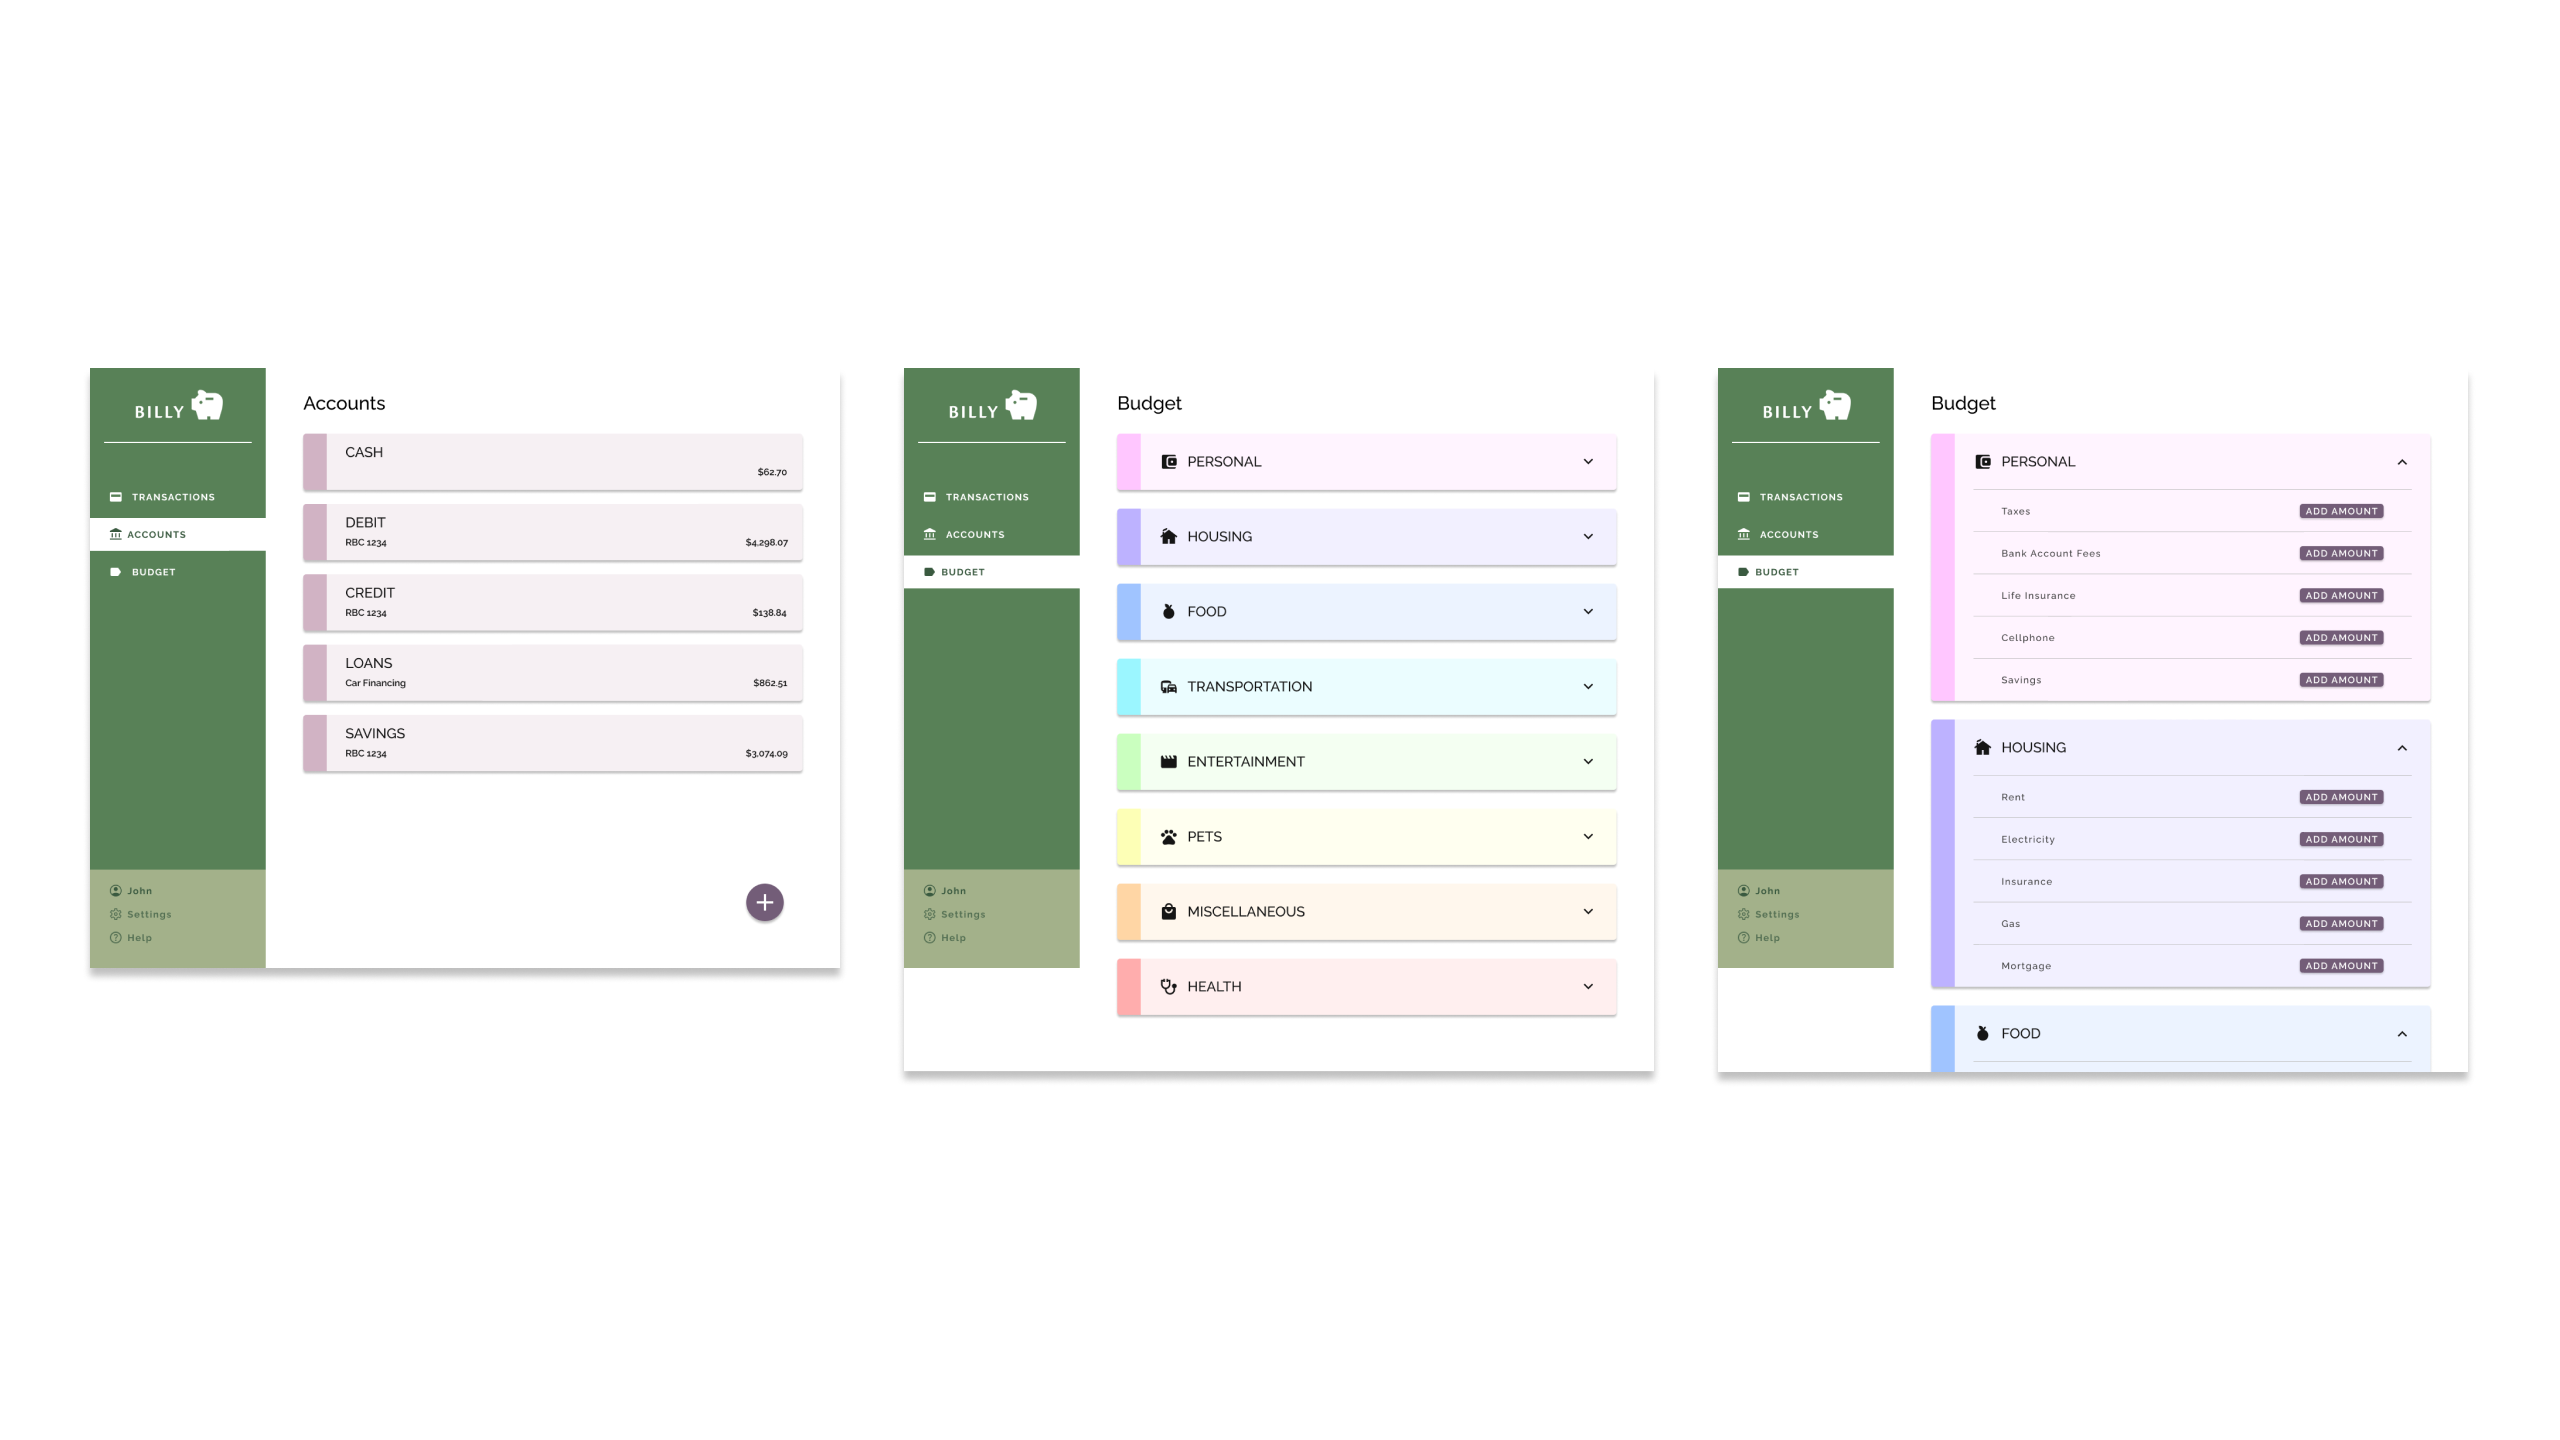 BILLY
TRANSACTIONS
ACCOUNTS
BUDGET
John
Settings
Help
Accounts
CASH
$62.70
DEBIT
RBC 1234 $4,298.07
CREDIT
RBC 1234 $138.84
LOANS
Car Financing $862.51
SAVINGS
RBC 1234 $3,074.09
BILLY
TRANSACTIONS
ACCOUNTS
BUDGET
John
Settings
Help
Budget
PERSONAL
HOUSING
FOOD
TRANSPORTATION
ENTERTAINMENT
PETS
MISCELLANEOUS
HEALTH
BILLY
TRANSACTIONS
ACCOUNTS
BUDGET
John
Settings
Help
Budget
PERSONAL
Taxes ADD AMOUNT
Bank Account Fees ADD AMOUNT
Life Insurance ADD AMOUNT
Cellphone ADD AMOUNT
Savings ADD AMOUNT
HOUSING
Rent ADD AMOUNT
Electricity ADD AMOUNT
Insurance ADD AMOUNT
Gas ADD AMOUNT
Mortgage ADD AMOUNT
FOOD